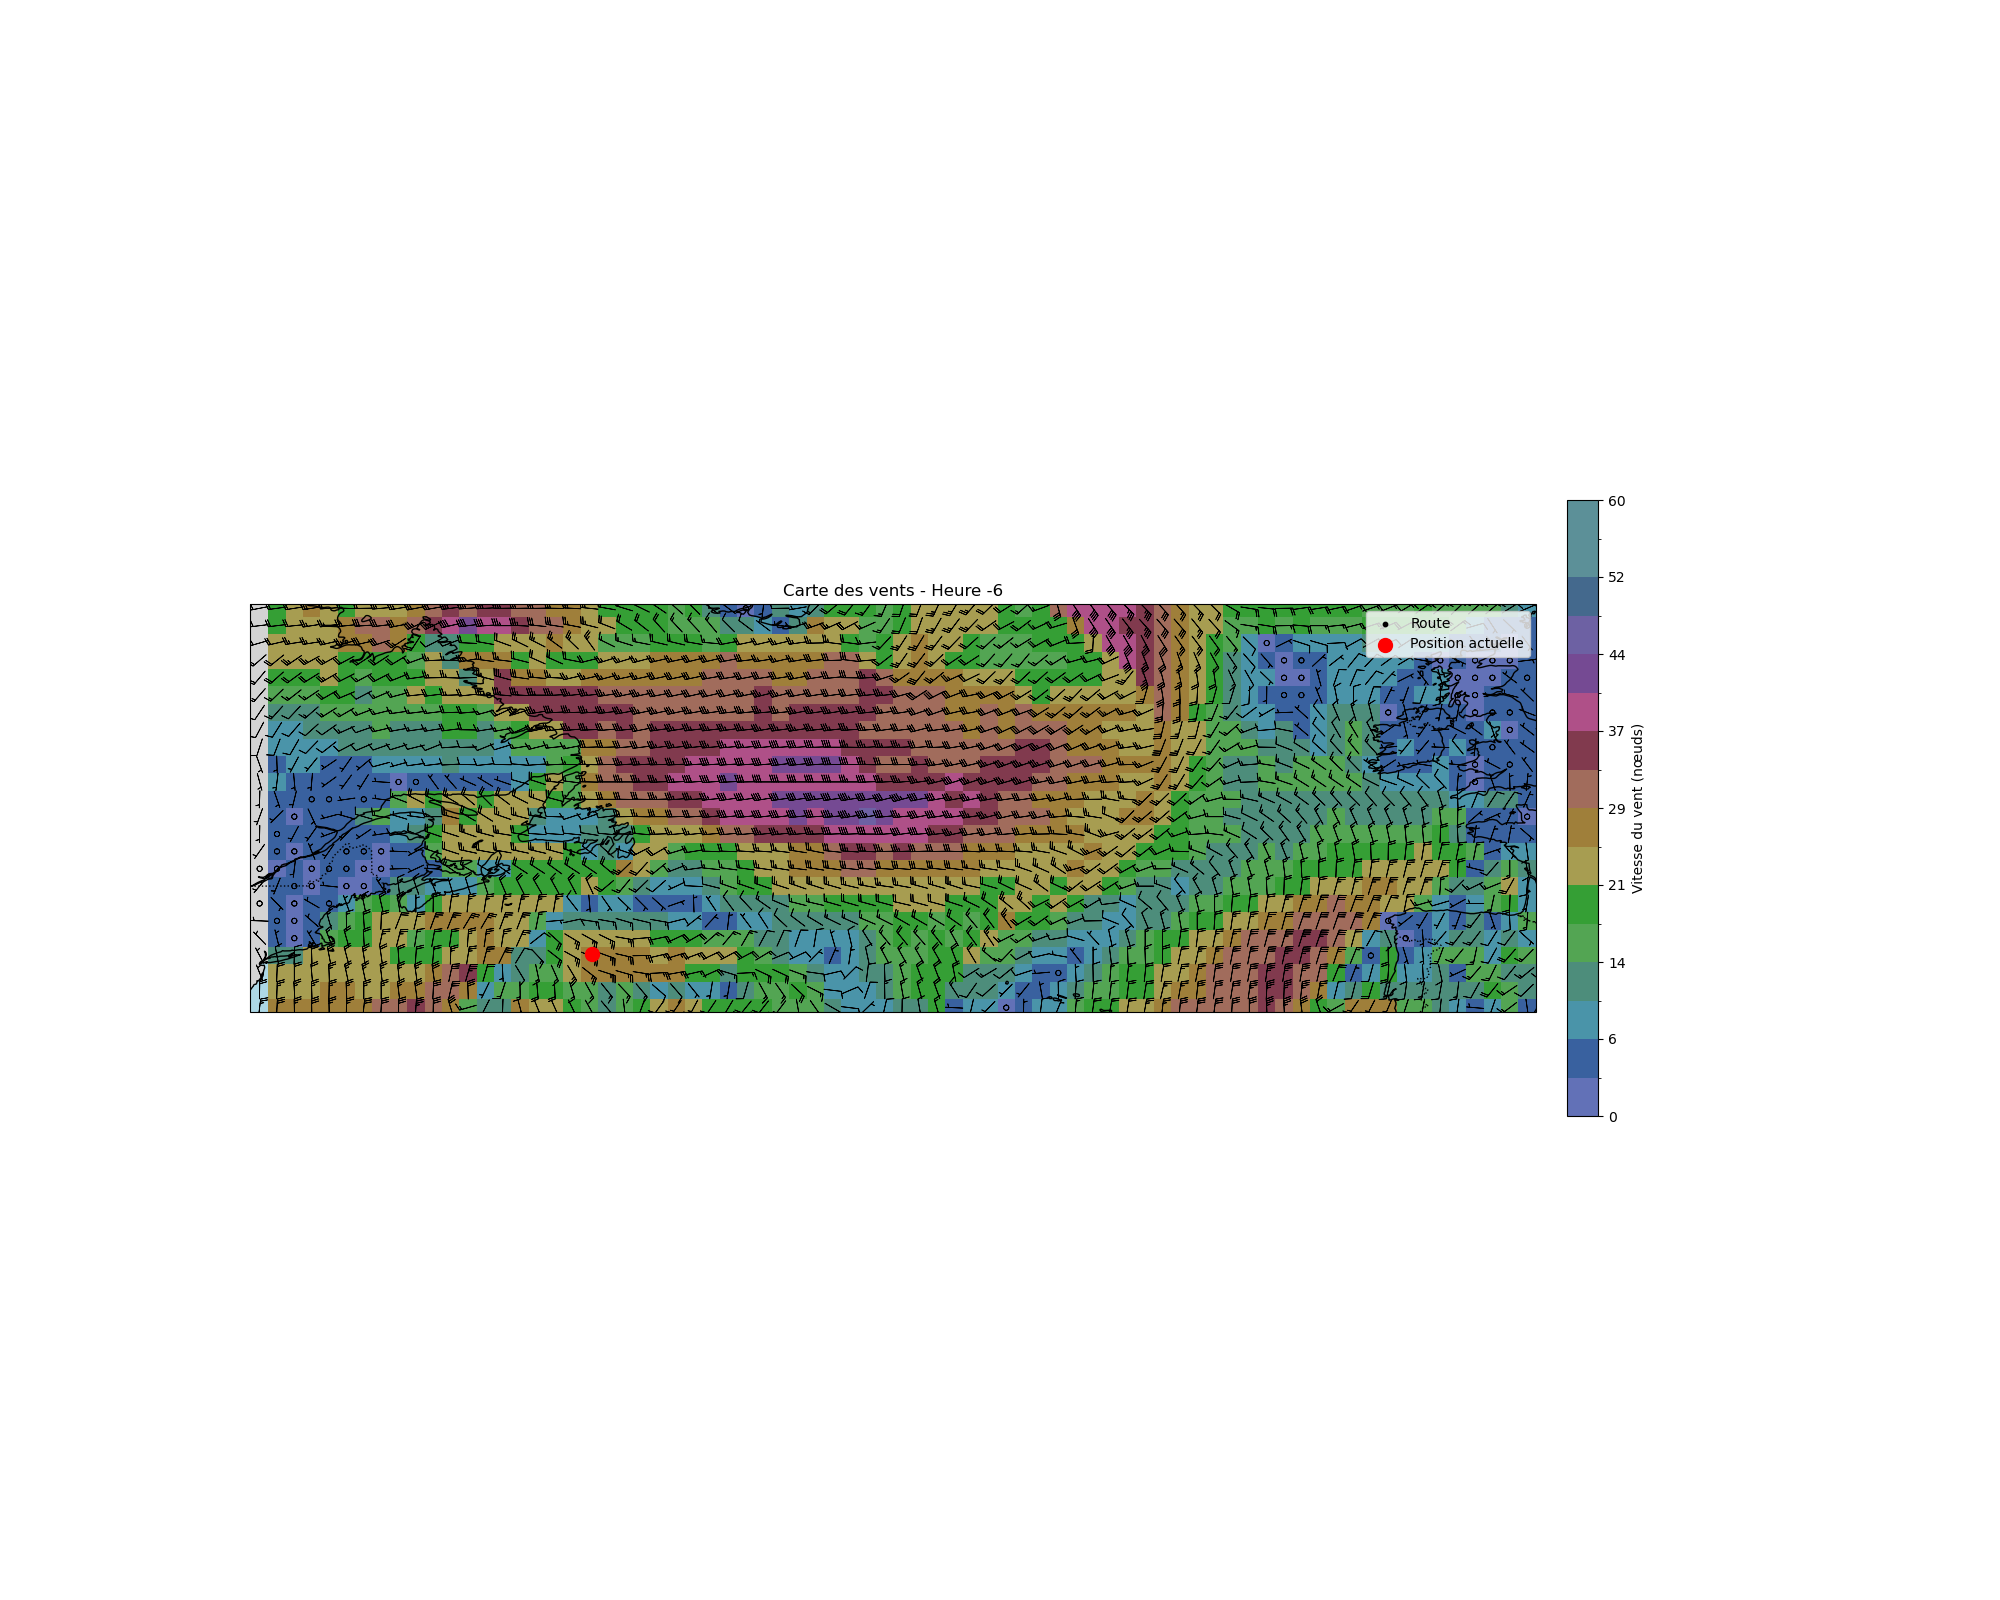 Carte des vents - Heure -6
Route
Position actuelle
60
52
44
37
29
21
14
6
0
Vitesse du vent (nœuds)